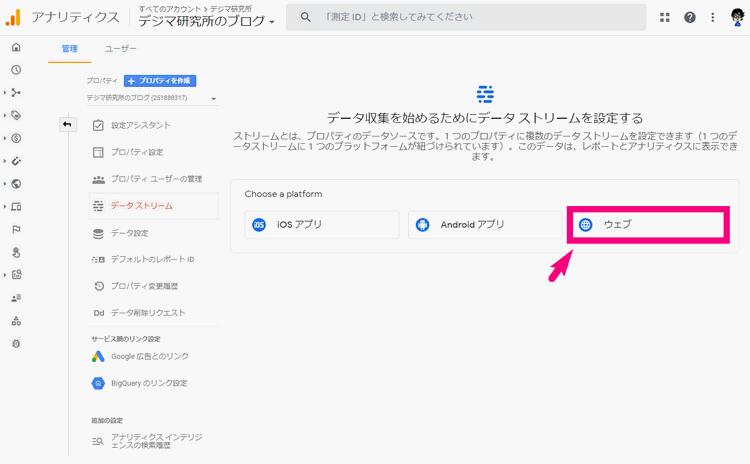 アナリティクス
すべてのアカウント > デジマ研究所
デジマ研究所のブログ
「測定 ID」と検索してみてください
管理
ユーザー
プロパティ
+ プロパティを作成
デジマ研究所のブログ (251688317)
設定アシスタント
プロパティ設定
プロパティ ユーザーの管理
データ ストリーム
データ設定
デフォルトのレポート ID
プロパティ変更履歴
Dd データ削除リクエスト
サービス間のリンク設定
Google 広告とのリンク
BigQuery のリンク設定
追加の設定
アナリティクス インテリジ
ェンスの検索履歴
データ収集を始めるためにデータ ストリームを設定する
ストリームとは、プロパティのデータソースです。1 つのプロパティに複数のデータ ストリームを設定できます（1 つのデ
ータストリームに 1 つのプラットフォームが紐づけられています）。このデータは、レポートとアナリティクスに表示でき
ます。
Choose a platform
iOS
iOS アプリ
Android アプリ
ウェブ